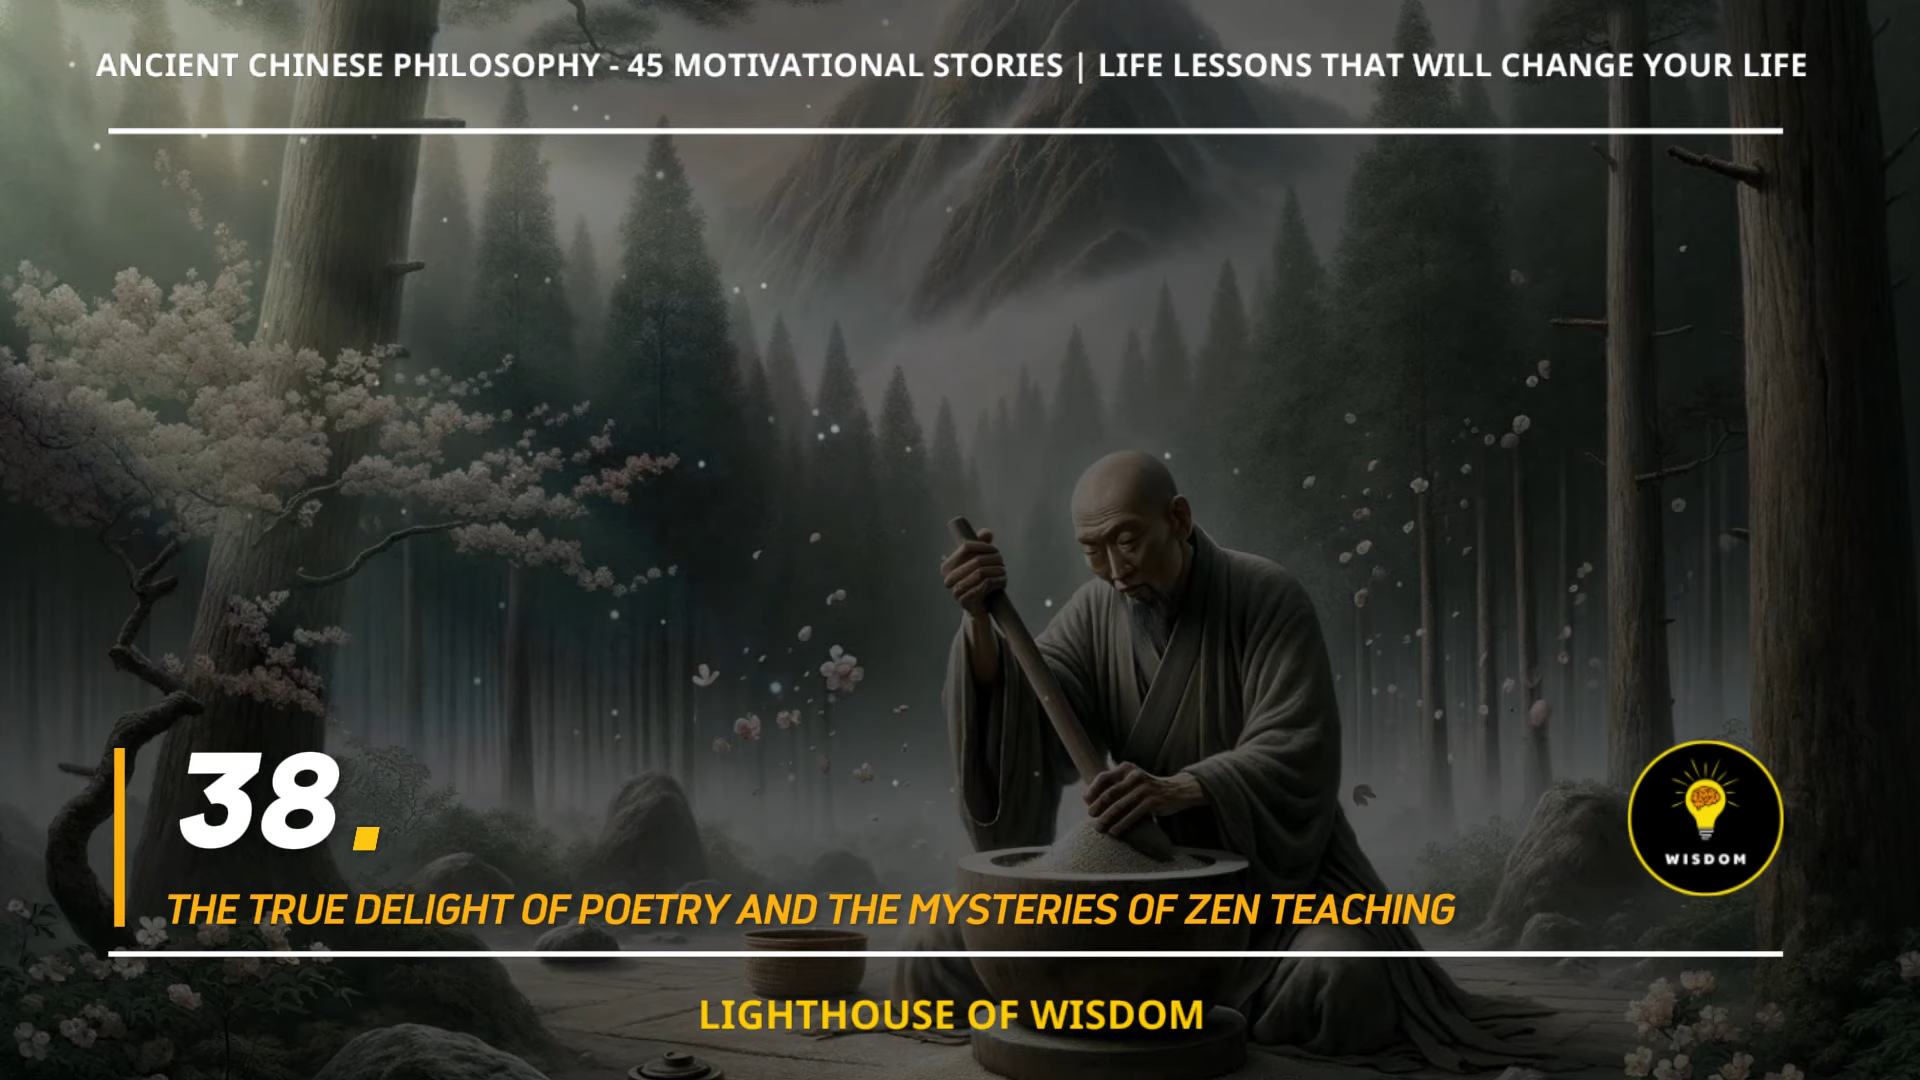 ANCIENT CHINESE PHILOSOPHY - 45 MOTIVATIONAL STORIES | LIFE LESSONS THAT WILL CHANGE YOUR LIFE
38.
WISDOM
THE TRUE DELIGHT OF POETRY AND THE MYSTERIES OF ZEN TEACHING
LIGHTHOUSE OF WISDOM